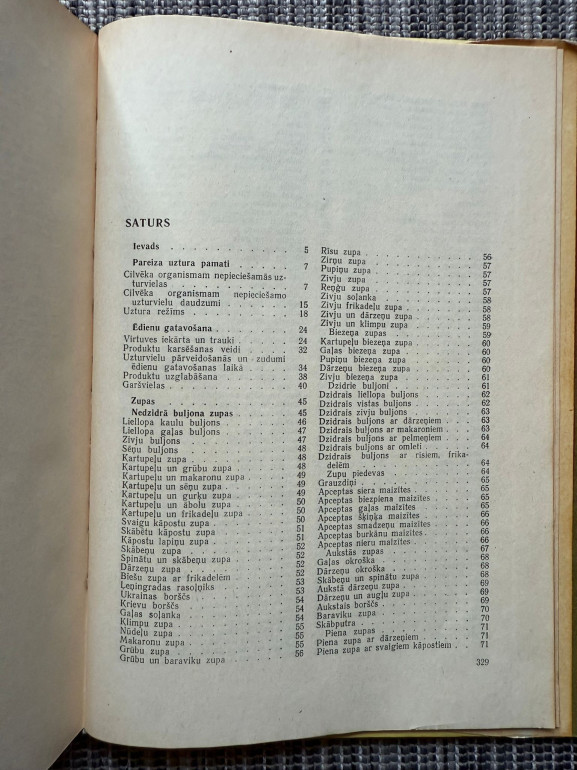 SATURS
Ievads . . . . . . . . . . 5
Pareiza uztura pamati . . . . . 7
Cilvēka organismam nepieciešamās uz-
turvielas . . . . . . . . . 7
Cilvēka organismam nepieciešamo
uzturvielu daudzumi . . . . . 15
Uztura režīms . . . . . . . . 18
Ēdienu gatavošana . . . . . . 24
Virtuves iekārta un trauki . . . . 24
Produktu karsēšanas veidi . . . . 32
Uzturvielu pārveidošanās un zudumi
ēdienu gatavošanas laikā . . . 34
Produktu uzglabāšana . . . . . 38
Garšvielas . . . . . . . . . 40
Zupas . . . . . . . . . . 45
Nedzidrā buljona zupas . . . . . 45
Liellopa kaulu buljons . . . . . 46
Liellopa gaļas buljons . . . . . 47
Zivju buljons . . . . . . . . 47
Sēņu buljons . . . . . . . . 48
Kartupeļu zupa . . . . . . . 48
Kartupeļu un grūbu zupa . . . . 48
Kartupeļu un makaronu zupa . . . 49
Kartupeļu un sēņu zupa . . . . . 49
Kartupeļu un gurķu zupa . . . . 50
Kartupeļu un ābolu zupa . . . . 50
Kartupeļu un frikadeļu zupa . . . 50
Svaigu kāpostu zupa . . . . . . 51
Skābētu kāpostu zupa . . . . . 51
Kāpostu lapiņu zupa . . . . . . 52
Skābeņu zupa . . . . . . . . 52
Spinātu un skābeņu zupa . . . . 52
Dārzeņu zupa . . . . . . . . 52
Biešu zupa ar frikadelēm . . . . 53
Ļeņingradas rasoļņiks . . . . . 53
Ukrainas borščs . . . . . . . 54
Krievu borščs . . . . . . . . 54
Gaļas soļanka . . . . . . . . 54
Klimpu zupa . . . . . . . . 55
Nūdeļu zupa . . . . . . . . 55
Makaronu zupa . . . . . . . 55
Grūbu zupa . . . . . . . . 56
Grūbu un baraviku zupa . . . .
Rīsu zupa . . . . . . . . . 56
Zirņu zupa . . . . . . . . . 57
Pupiņu zupa . . . . . . . . 57
Zivju zupa . . . . . . . . . 57
Reņģu zupa . . . . . . . . 57
Zivju soļanka . . . . . . . . 58
Zivju frikadeļu zupa . . . . . . 58
Zivju un dārzeņu zupa . . . . . 58
Zivju un klimpu zupa . . . . . 59
Biezeņa zupas . . . . . . 59
Kartupeļu biezeņa zupa . . . . . 60
Gaļas biezeņa zupa . . . . . . 60
Pupiņu biezeņa zupa . . . . . 60
Dārzeņu biezeņa zupa . . . . . 60
Zivju biezeņa zupa . . . . . . 61
Dzidrie buljoni . . . . . . 61
Dzidrais liellopa buljons . . . . 62
Dzidrais vistas buljons . . . . . 62
Dzidrais zivju buljons . . . . . 63
Dzidrais buljons ar dārzeņiem . . . 63
Dzidrais buljons ar makaroniem . . 63
Dzidrais buljons ar pelmeņiem . . . 64
Dzidrais buljons ar omleti . . . . 64
Dzidrais buljons ar rīsiem, frika-
delēm . . . . . . . . . 64
Zupu piedevas . . . . . . 64
Grauzdiņi . . . . . . . . . 65
Apceptas siera maizītes . . . . . 65
Apceptas biezpiena maizītes . . . 65
Apceptas gaļas maizītes . . . . . 65
Apceptas šķiņķa maizītes . . . . 66
Apceptas smadzeņu maizītes . . . 66
Apceptas burkānu maizītes . . . . 66
Apceptas nieru maizītes . . . . . 66
Aukstās zupas . . . . . . 67
Gaļas okroška . . . . . . . . 68
Dārzeņu okroška . . . . . . . 68
Skābeņu un spinātu zupa . . . . 68
Aukstā dārzeņu zupa . . . . . 69
Dārzeņu un augļu zupa . . . . . 69
Aukstais borščs . . . . . . . 69
Baraviku zupa . . . . . . . 70
Skābputra . . . . . . . . . 70
Piena zupas . . . . . . . 71
Piena zupa ar dārzeņiem . . . . 71
Piena zupa ar svaigiem kāpostiem . . 71
329